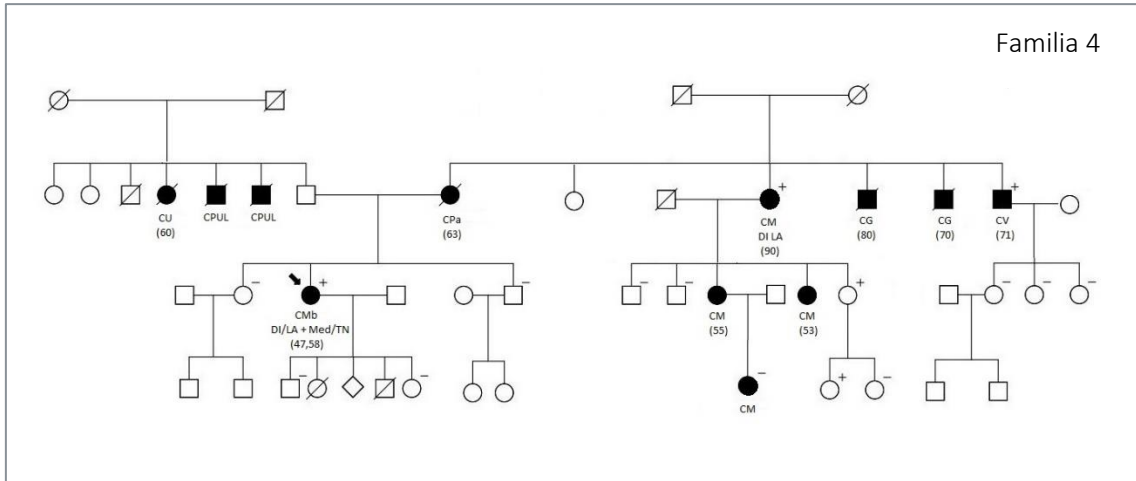 Familia 4
+
+
CU
(60)
CPUL
CPUL
CPa
(63)
CM
DI LA
(90)
CG
(80)
CG
(70)
CV
(71)
-
+
-
-
-
+
-
-
-
CMb
DI/LA + Med/TN
(47,58)
CM
(55)
CM
(53)
-
-
-
+
-
CM